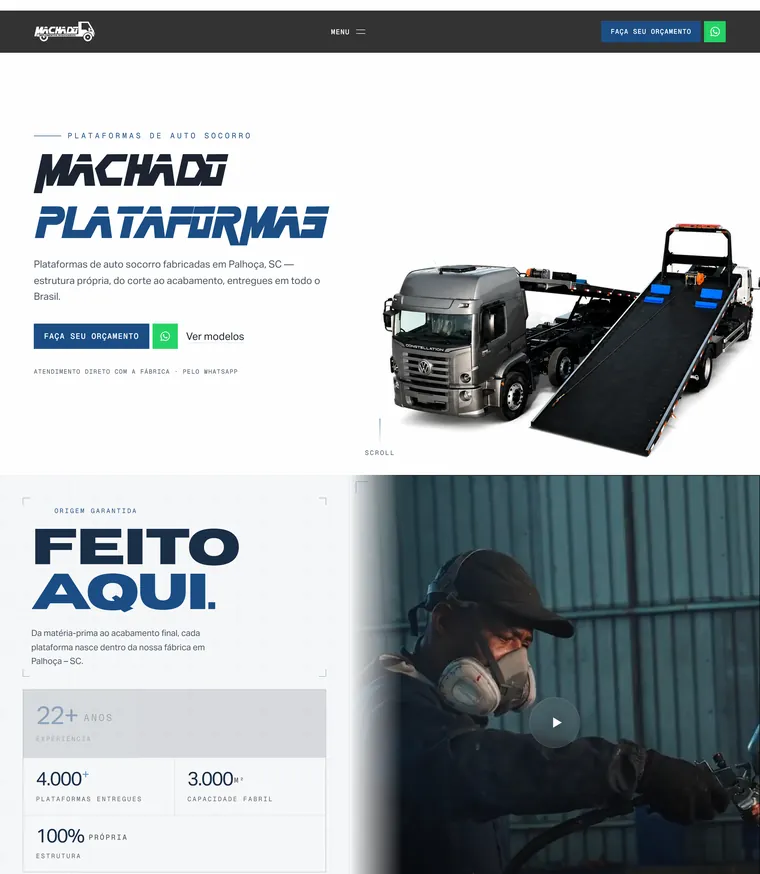 MACHADO
MENU
FAÇA SEU ORÇAMENTO
PLATAFORMAS DE AUTO SOCORRO
MACHADO
PLATAFORMAS
Plataformas de auto socorro fabricadas em Palhoça, SC —
estrutura própria, do corte ao acabamento, entregues em todo o
Brasil.
FAÇA SEU ORÇAMENTO
Ver modelos
ATENDIMENTO DIRETO COM A FÁBRICA · PELO WHATSAPP
CONSTELLATION
SCROLL
ORIGEM GARANTIDA
FEITO
AQUI.
Da matéria-prima ao acabamento final, cada
plataforma nasce dentro da nossa fábrica em
Palhoça – SC.
22+ ANOS
EXPERIÊNCIA
4.000+
PLATAFORMAS ENTREGUES
3.000 M²
CAPACIDADE FABRIL
100% PRÓPRIA
ESTRUTURA